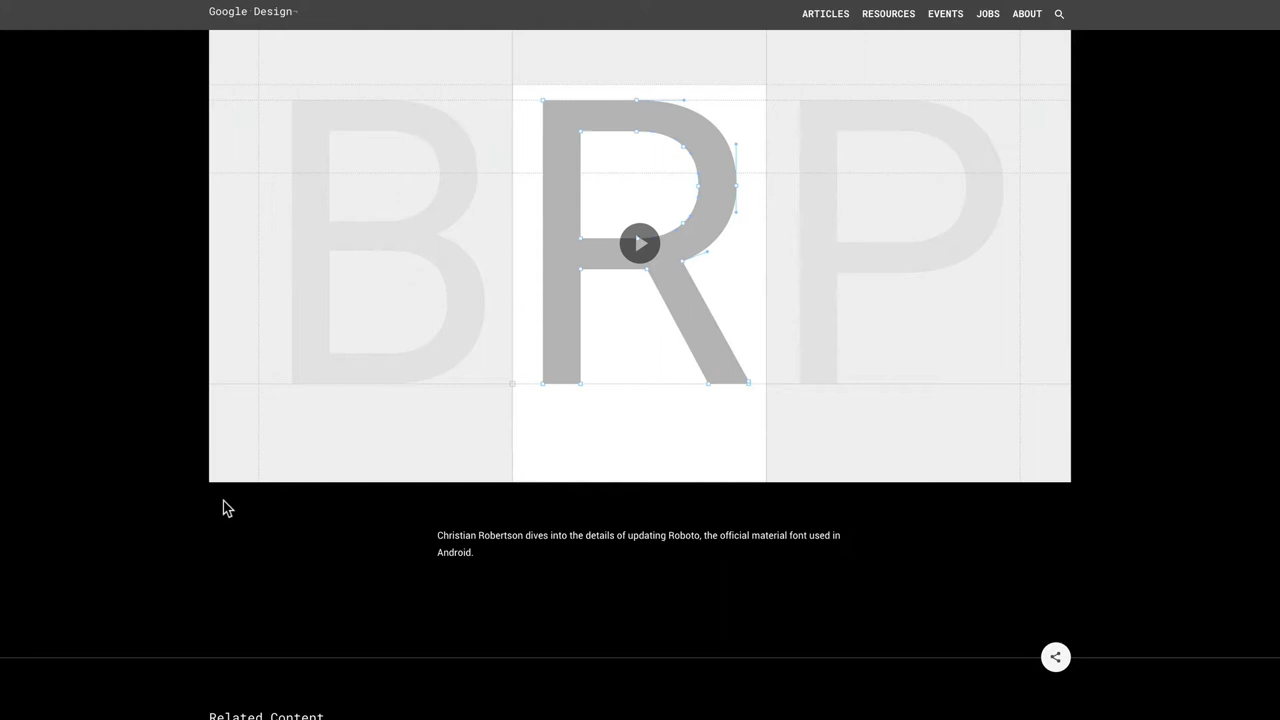 Google Design
ARTICLES RESOURCES EVENTS JOBS ABOUT
B R P
Christian Robertson dives into the details of updating Roboto, the official material font used in
Android.
Related Content